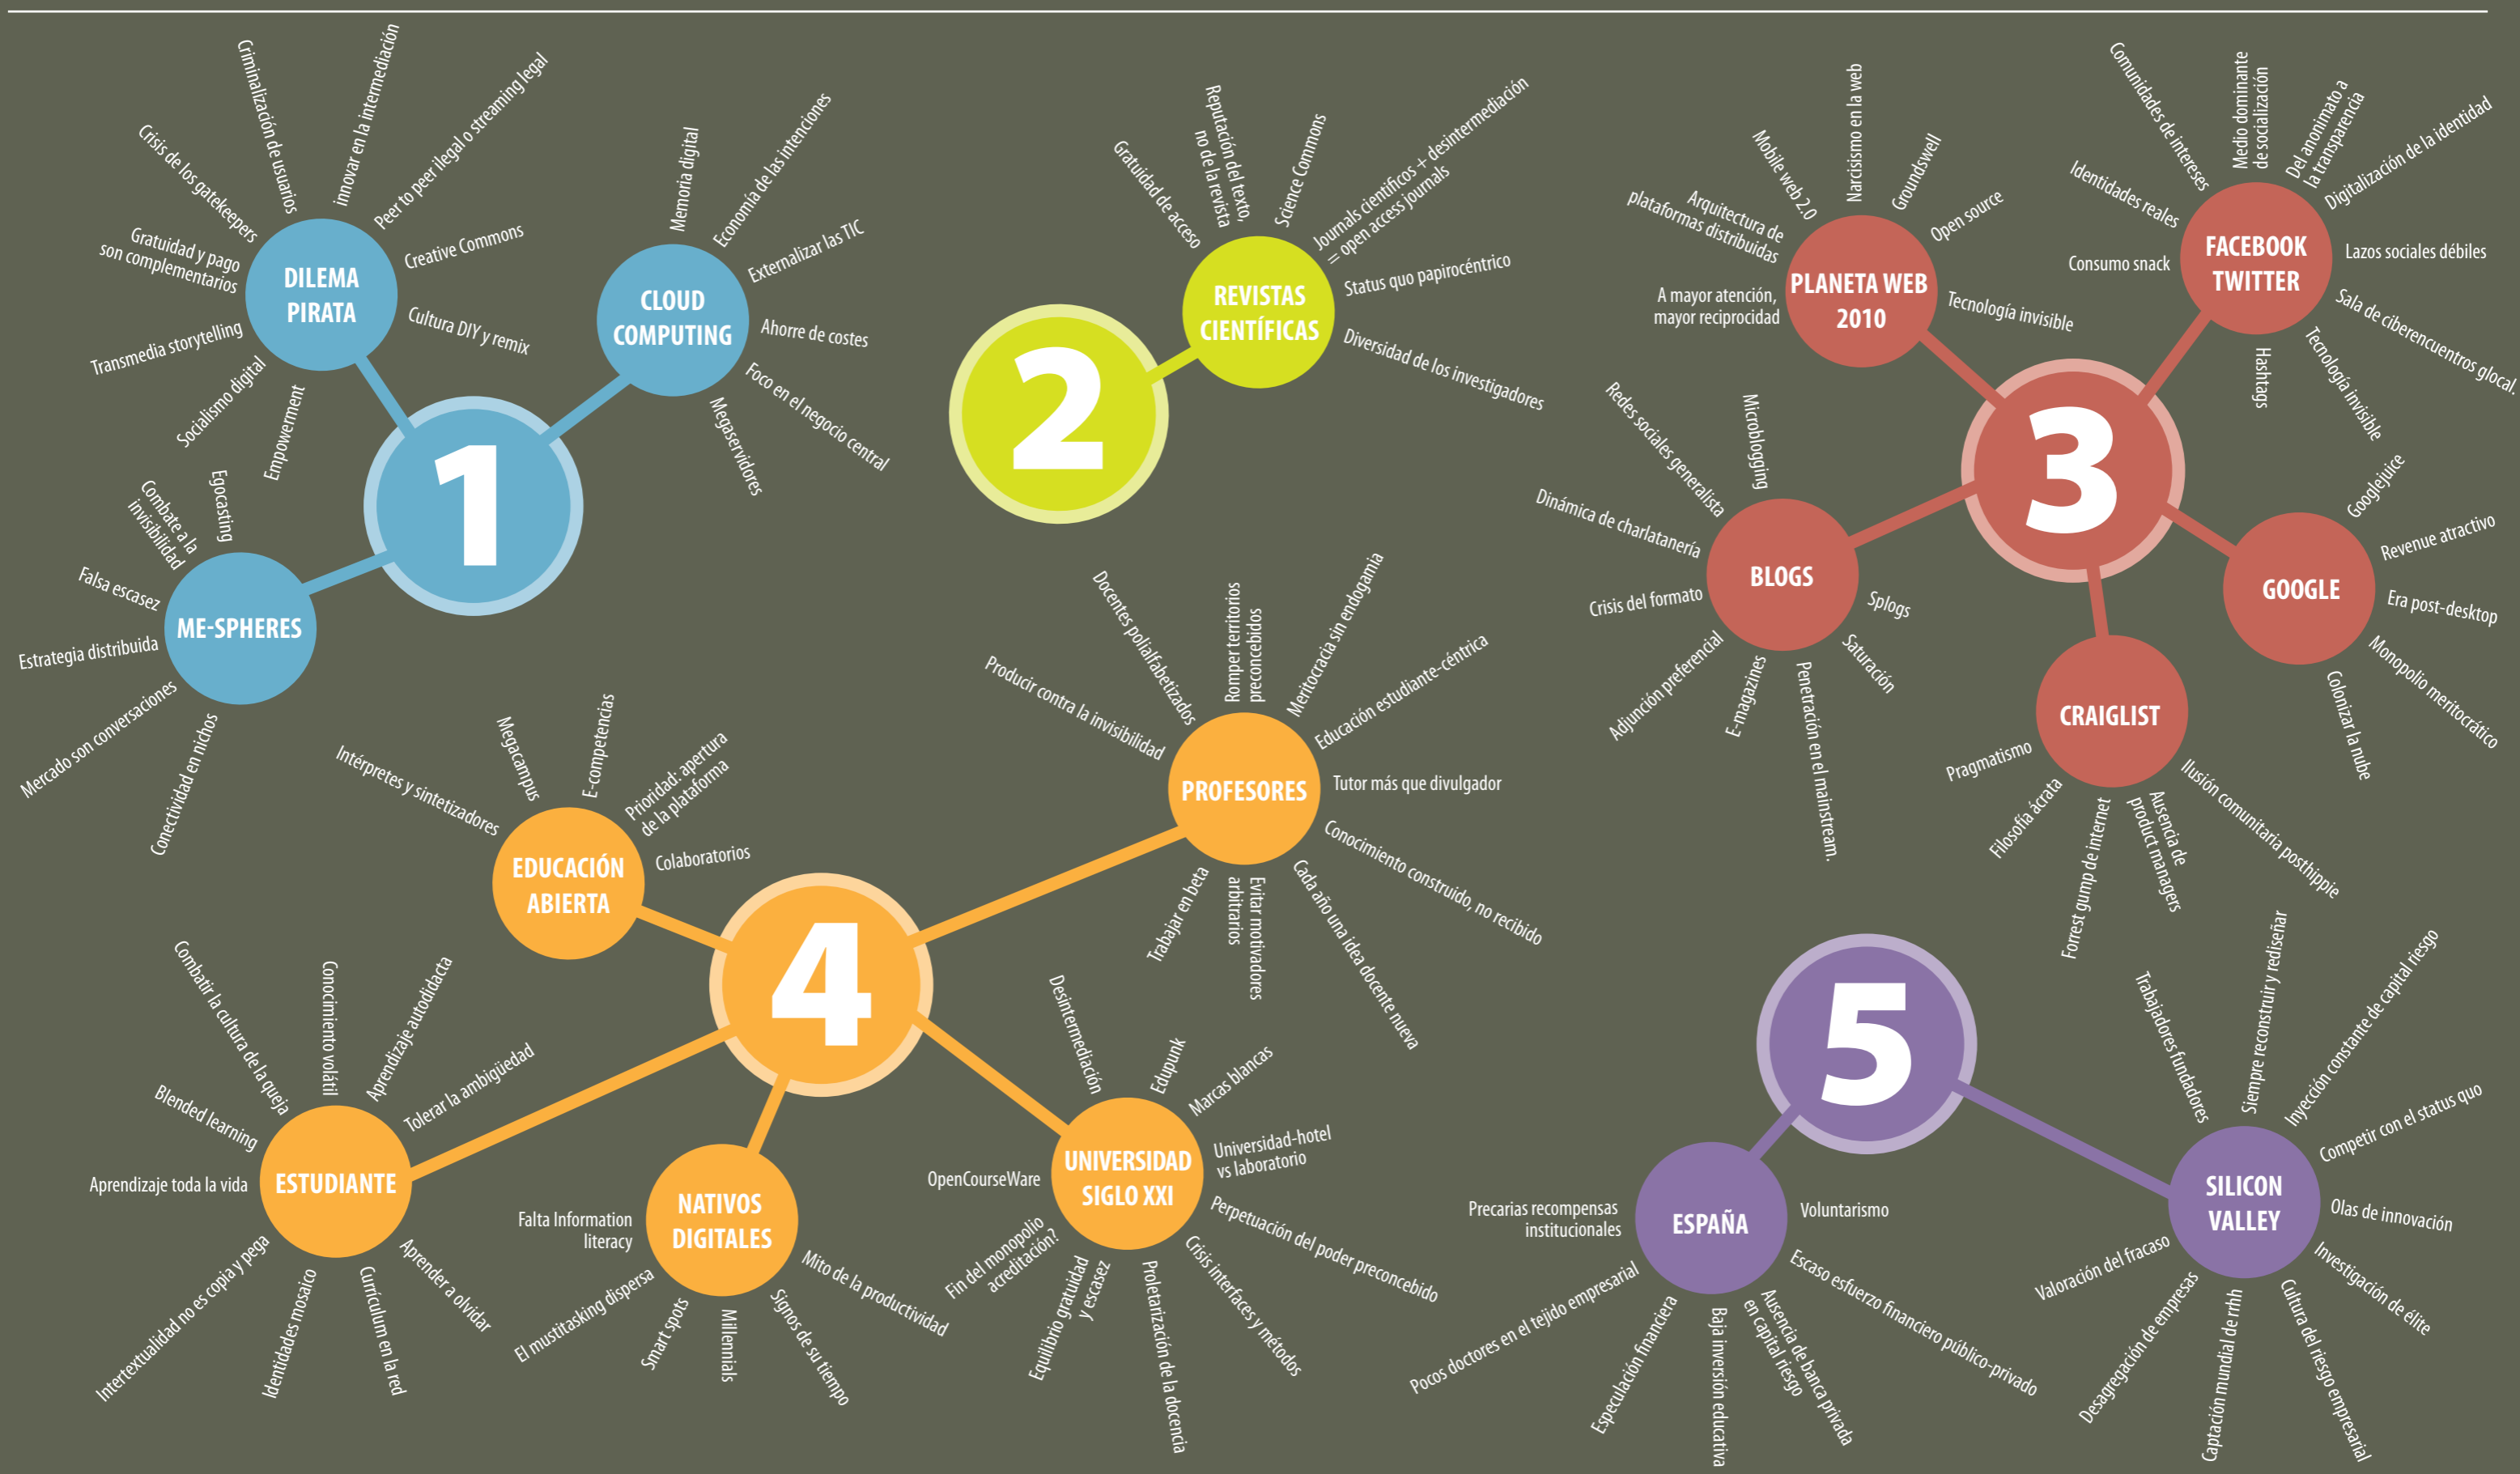 Criminalización de usuarios
innovar en la intermediación
Peer to peer ilegal o streaming legal
Crisis de los gatekeepers
Gratuidad y pago
son complementarios
Creative Commons
DILEMA
PIRATA
Cultura DIY y remix
Transmedia storytelling
Socialismo digital
Empowerment
Memoria digital
Economía de las intenciones
Externalizar las TIC
CLOUD
COMPUTING
Ahorre de costes
Foco en el negocio central
Megaservidores
1
Egocasting
Combate a la
invisibilidad
Falsa escasez
ME-SPHERES
Estrategia distribuida
Mercado son conversaciones
Conectividad en nichos
Gratuidad de acceso
Reputación del texto,
no de la revista
Science Commons
Journals científicos + desintermediación
= open access journals
Status quo papirocéntrico
REVISTAS
CIENTÍFICAS
Diversidad de los investigadores
2
Mobile web 2.0
Narcisismo en la web
Groundswell
Open source
Arquitectura de
plataformas distribuidas
A mayor atención,
mayor reciprocidad
PLANETA WEB
2010
Tecnología invisible
Comunidades de intereses
Medio dominante
de socialización
Del anonimato a
la transparencia
Digitalización de la identidad
Identidades reales
Consumo snack
FACEBOOK
TWITTER
Lazos sociales débiles
Sala de ciberencuentros glocal.
Tecnología invisible
Hashtags
3
Redes sociales generalista
Microblogging
Dinámica de charlatanería
Crisis del formato
BLOGS
Splogs
Saturación
Adjunción preferencial
E-magazines
Penetración en el mainstream.
Googlejuice
Revenue atractivo
GOOGLE
Era post-desktop
Monopolio meritocrático
Colonizar la nube
CRAIGLIST
Pragmatismo
Filosofía ácrata
Forrest gump de internet
Ausencia de
product managers
Ilusión comunitaria posthippie
Docentes polialfabetizados
Romper territorios
preconcebidos
Meritocracia sin endogamia
Producir contra la invisibilidad
Educación estudiante-céntrica
PROFESORES
Tutor más que divulgador
Conocimiento construido, no recibido
Cada año una idea docente nueva
Evitar motivadores
arbitrarios
Trabajar en beta
Intérpretes y sintetizadores
Megacampus
E-competencias
Prioridad: apertura
de la plataforma
Colaboratorios
EDUCACIÓN
ABIERTA
4
Combatir la cultura de la queja
Conocimiento volátil
Aprendizaje autodidacta
Tolerar la ambigüedad
Blended learning
Aprendizaje toda la vida
ESTUDIANTE
Intertextualidad no es copia y pega
Identidades mosaico
Currículum en la red
Aprender a olvidar
NATIVOS
DIGITALES
Falta Information
literacy
El mustitasking dispersa
Smart spots
Millennials
Signos de su tiempo
Mito de la productividad
Desintermediación
Edupunk
Marcas blancas
Universidad-hotel
vs laboratorio
OpenCourseWare
UNIVERSIDAD
SIGLO XXI
Perpetuación del poder preconcebido
Fin del monopolio
acreditación?
Equilibrio gratuidad
y escasez
Proletarización de la docencia
Crisis interfaces y métodos
5
Precarias recompensas
institucionales
ESPAÑA
Voluntarismo
Pocos doctores en el tejido empresarial
Especulación financiera
Baja inversión educativa
Ausencia de banca privada
en capital riesgo
Escaso esfuerzo financiero público-privado
Trabajadores fundadores
Siempre reconstruir y rediseñar
Inyección constante de capital riesgo
Competir con el status quo
SILICON
VALLEY
Olas de innovación
Valoración del fracaso
Investigación de élite
Desagregación de empresas
Captación mundial de rrhh
Cultura del riesgo empresarial